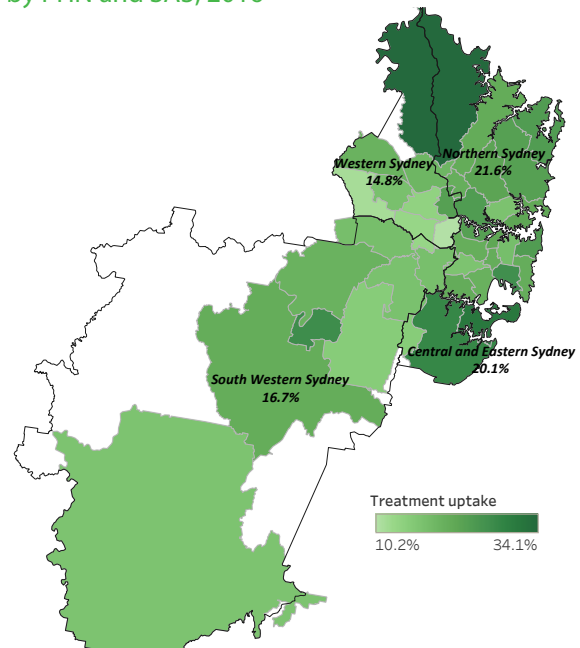 Western Sydney
14.8%
Northern Sydney
21.6%
Central and Eastern Sydney
20.1%
South Western Sydney
16.7%
Treatment uptake
10.2% 34.1%